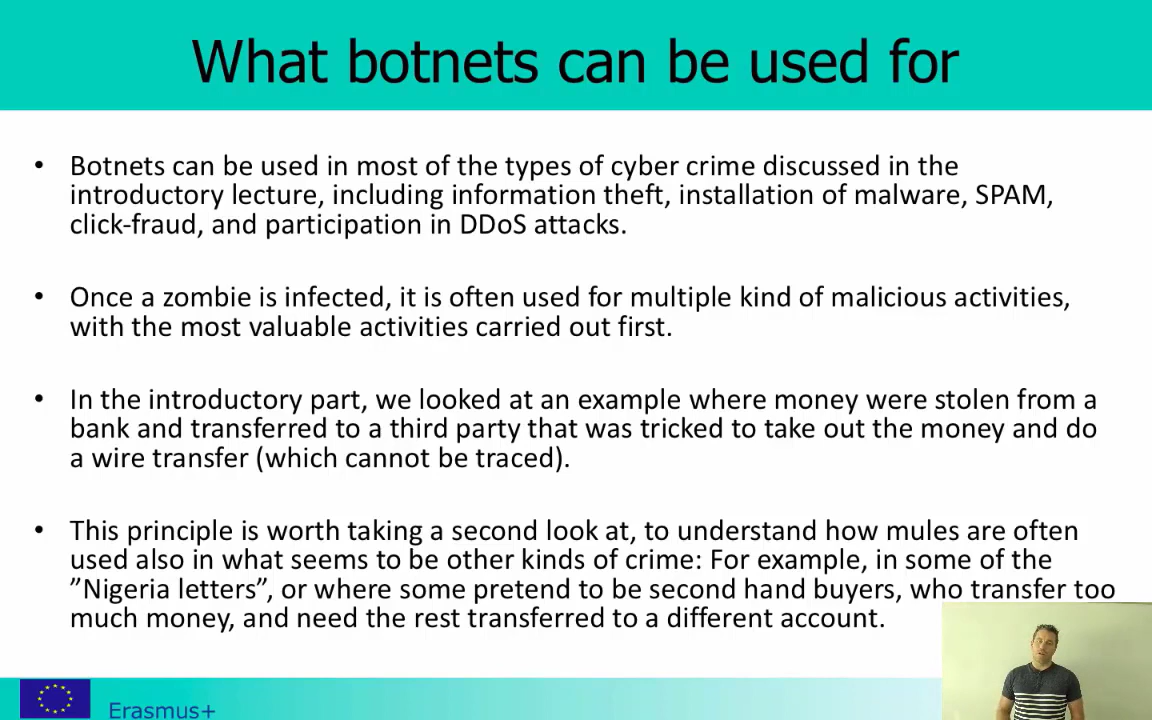 What botnets can be used for
• Botnets can be used in most of the types of cyber crime discussed in the
introductory lecture, including information theft, installation of malware, SPAM,
click-fraud, and participation in DDoS attacks.
• Once a zombie is infected, it is often used for multiple kind of malicious activities,
with the most valuable activities carried out first.
• In the introductory part, we looked at an example where money were stolen from a
bank and transferred to a third party that was tricked to take out the money and do
a wire transfer (which cannot be traced).
• This principle is worth taking a second look at, to understand how mules are often
used also in what seems to be other kinds of crime: For example, in some of the
”Nigeria letters”, or where some pretend to be second hand buyers, who transfer too
much money, and need the rest transferred to a different account.
Erasmus+